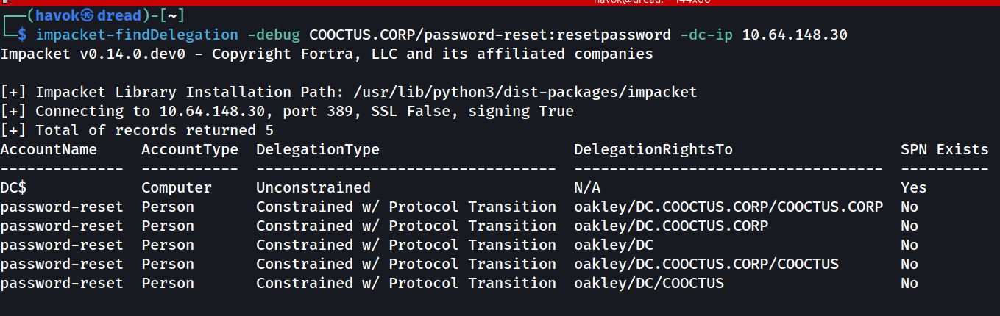 havok@dread: ~ 144x60
┌──(havok㉿dread)-[~]
└─$ impacket-findDelegation -debug COOCTUS.CORP/password-reset:resetpassword -dc-ip 10.64.148.30
Impacket v0.14.0.dev0 - Copyright Fortra, LLC and its affiliated companies
[+] Impacket Library Installation Path: /usr/lib/python3/dist-packages/impacket
[+] Connecting to 10.64.148.30, port 389, SSL False, signing True
[+] Total of records returned 5
AccountName     AccountType  DelegationType                      DelegationRightsTo                   SPN Exists
--------------  -----------  ----------------------------------  -----------------------------------  ----------
DC$             Computer     Unconstrained                       N/A                                  Yes
password-reset  Person       Constrained w/ Protocol Transition  oakley/DC.COOCTUS.CORP/COOCTUS.CORP  No
password-reset  Person       Constrained w/ Protocol Transition  oakley/DC.COOCTUS.CORP               No
password-reset  Person       Constrained w/ Protocol Transition  oakley/DC                            No
password-reset  Person       Constrained w/ Protocol Transition  oakley/DC.COOCTUS.CORP/COOCTUS       No
password-reset  Person       Constrained w/ Protocol Transition  oakley/DC/COOCTUS                    No